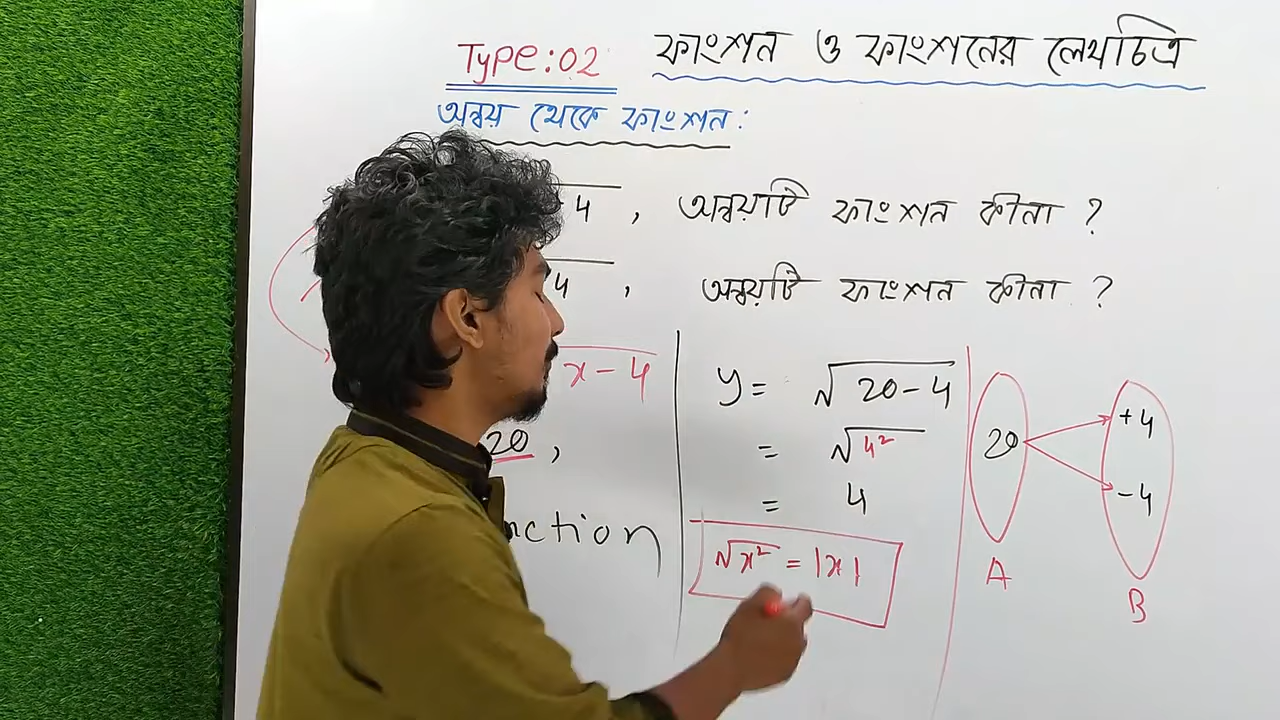 Type:02 ফাংশন ও ফাংশনের লেখচিত্র
অন্বয় থেকে ফাংশন:
4, অন্বয়টি ফাংশন কীনা ?
4, অন্বয়টি ফাংশন কীনা ?
x-4
20,
nction
y = √20-4
= √4²
= 4
√x² = |x|
20
+4
-4
A
B